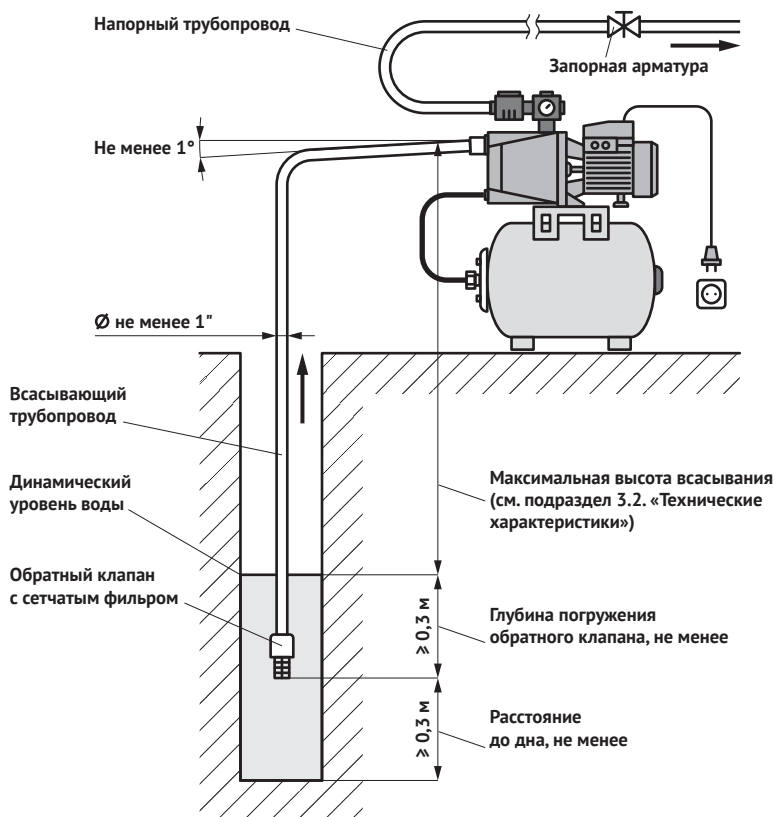 Напорный трубопровод
Запорная арматура
Не менее 1°
Ø не менее 1"
Всасывающий
трубопровод
Динамический
уровень воды
Максимальная высота всасывания
(см. подраздел 3.2. «Технические
характеристики»)
Обратный клапан
с сетчатым фильром
≥ 0,3 м
Глубина погружения
обратного клапана, не менее
≥ 0,3 м
Расстояние
до дна, не менее